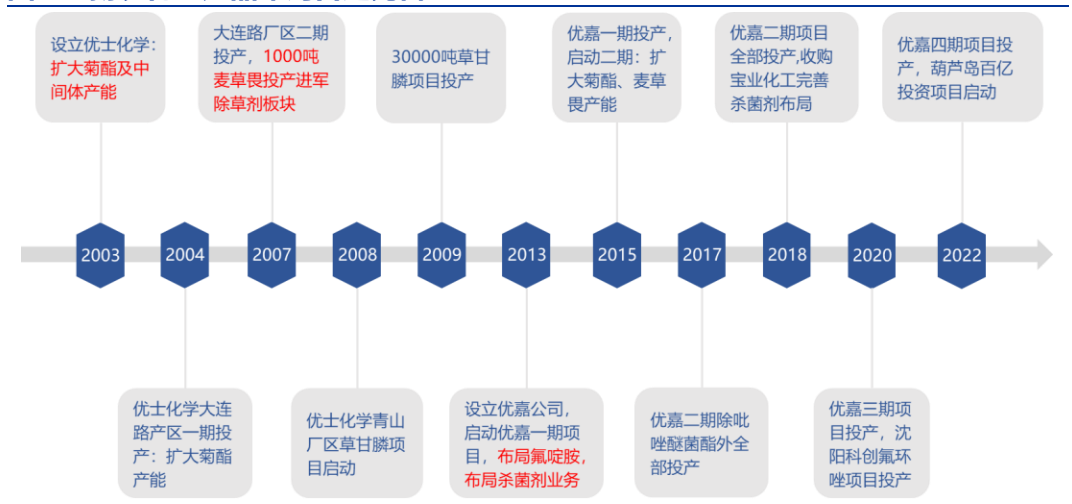 设立优士化学：
扩大菊酯及中
间体产能
大连路厂区二期
投产，1000吨
麦草畏投产进军
除草剂板块
30000吨草甘
膦项目投产
优嘉一期投产，
启动二期：扩
大菊酯、麦草
畏产能
优嘉二期项目
全部投产,收购
宝业化工完善
杀菌剂布局
优嘉四期项目投
产，葫芦岛百亿
投资项目启动
2003
2004
2007
2008
2009
2013
2015
2017
2018
2020
2022
优士化学大连
路产区一期投
产：扩大菊酯
产能
优士化学青山
厂区草甘膦项
目启动
设立优嘉公司，
启动优嘉一期项
目，布局氟啶胺，
布局杀菌剂业务
优嘉二期除吡
唑醚菌酯外全
部投产
优嘉三期项
目投产，沈
阳科创氟环
唑项目投产